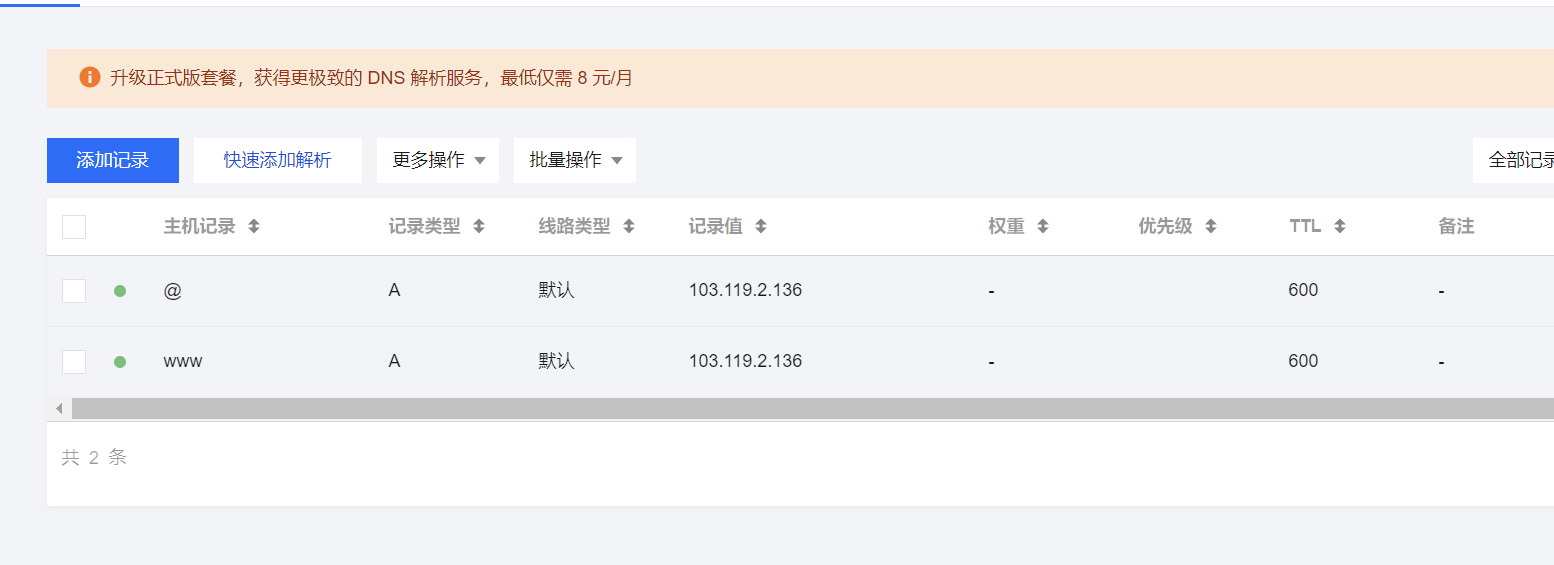 升级正式版套餐，获得更极致的 DNS 解析服务，最低仅需 8 元/月
添加记录 快速添加解析 更多操作 批量操作 全部记录
主机记录 记录类型 线路类型 记录值 权重 优先级 TTL 备注
@ A 默认 103.119.2.136 - 600 -
www A 默认 103.119.2.136 - 600 -
共 2 条